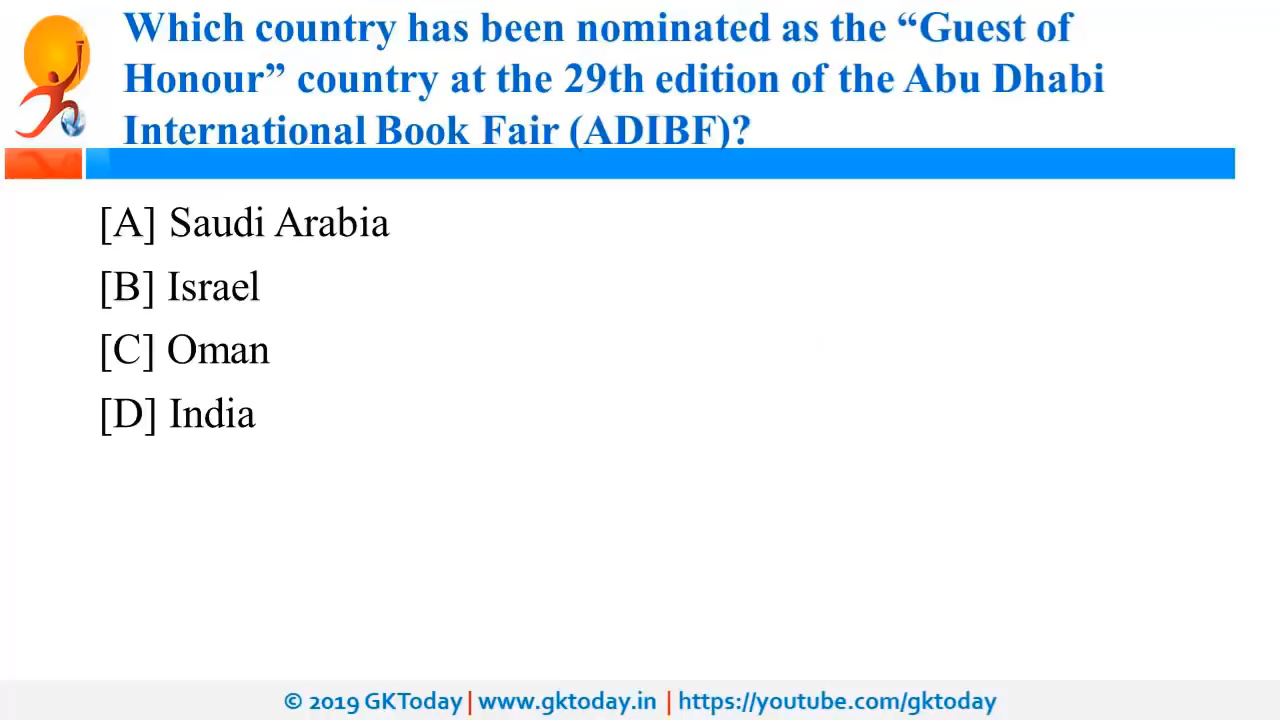 Which country has been nominated as the “Guest of
Honour” country at the 29th edition of the Abu Dhabi
International Book Fair (ADIBF)?
[A] Saudi Arabia
[B] Israel
[C] Oman
[D] India
© 2019 GKToday | www.gktoday.in | https://youtube.com/gktoday